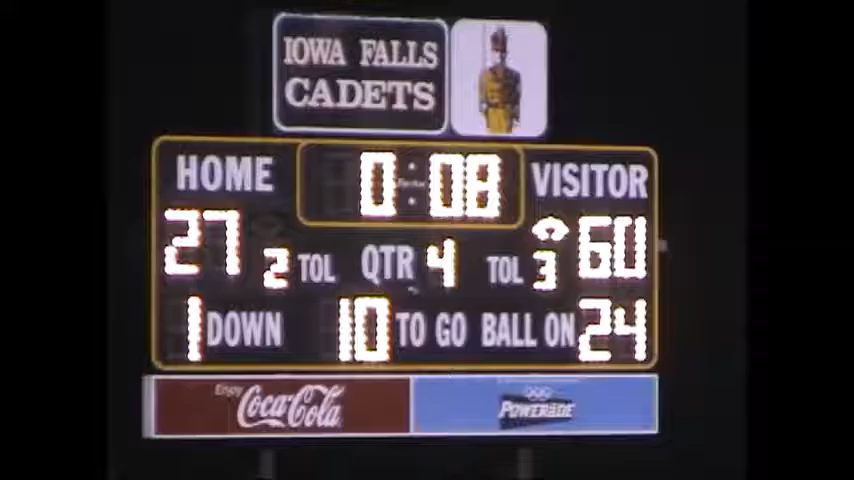 IOWA FALLS
CADETS
HOME 0:08 VISITOR
27 2 TOL QTR 4 TOL 3 60
1 DOWN 10 TO GO BALL ON 24
Enjoy
Coca-Cola
POWERADE